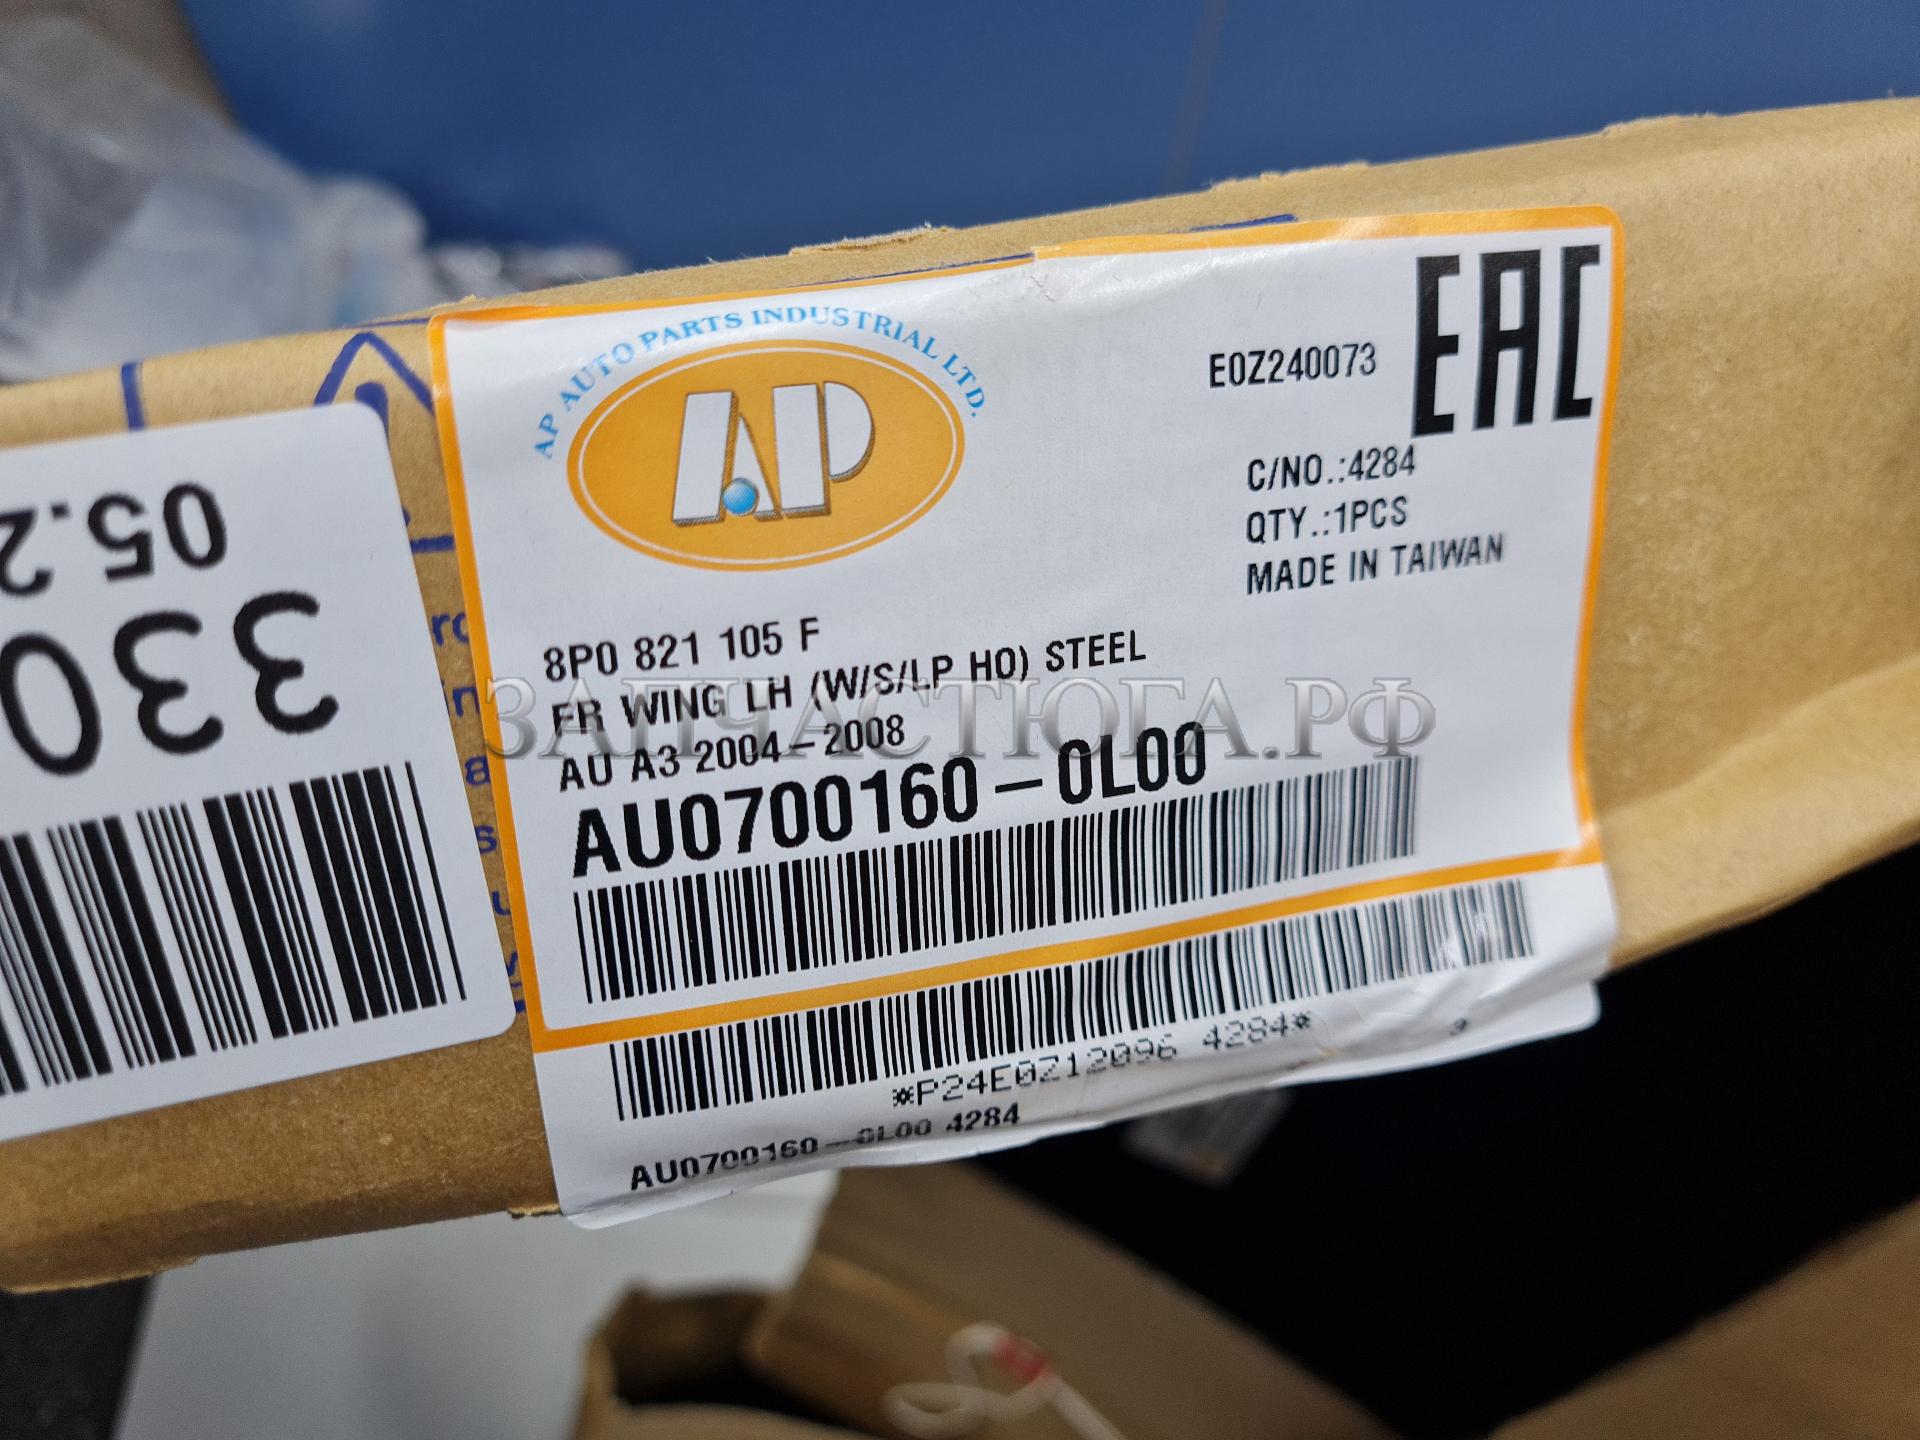 AP AUTO PARTS INDUSTRIAL LTD.
AP
E0Z240073
EAC
C/NO.:4284
QTY.:1PCS
MADE IN TAIWAN
8P0 821 105 F
FR WING LH (W/S/LP HO) STEEL
AU A3 2004-2008
AU0700160-0L00
*P24E0Z12096 4284*
AU0700160-0L00 4284
ЗАПЧАСТЮГА.РФ
330
05.2